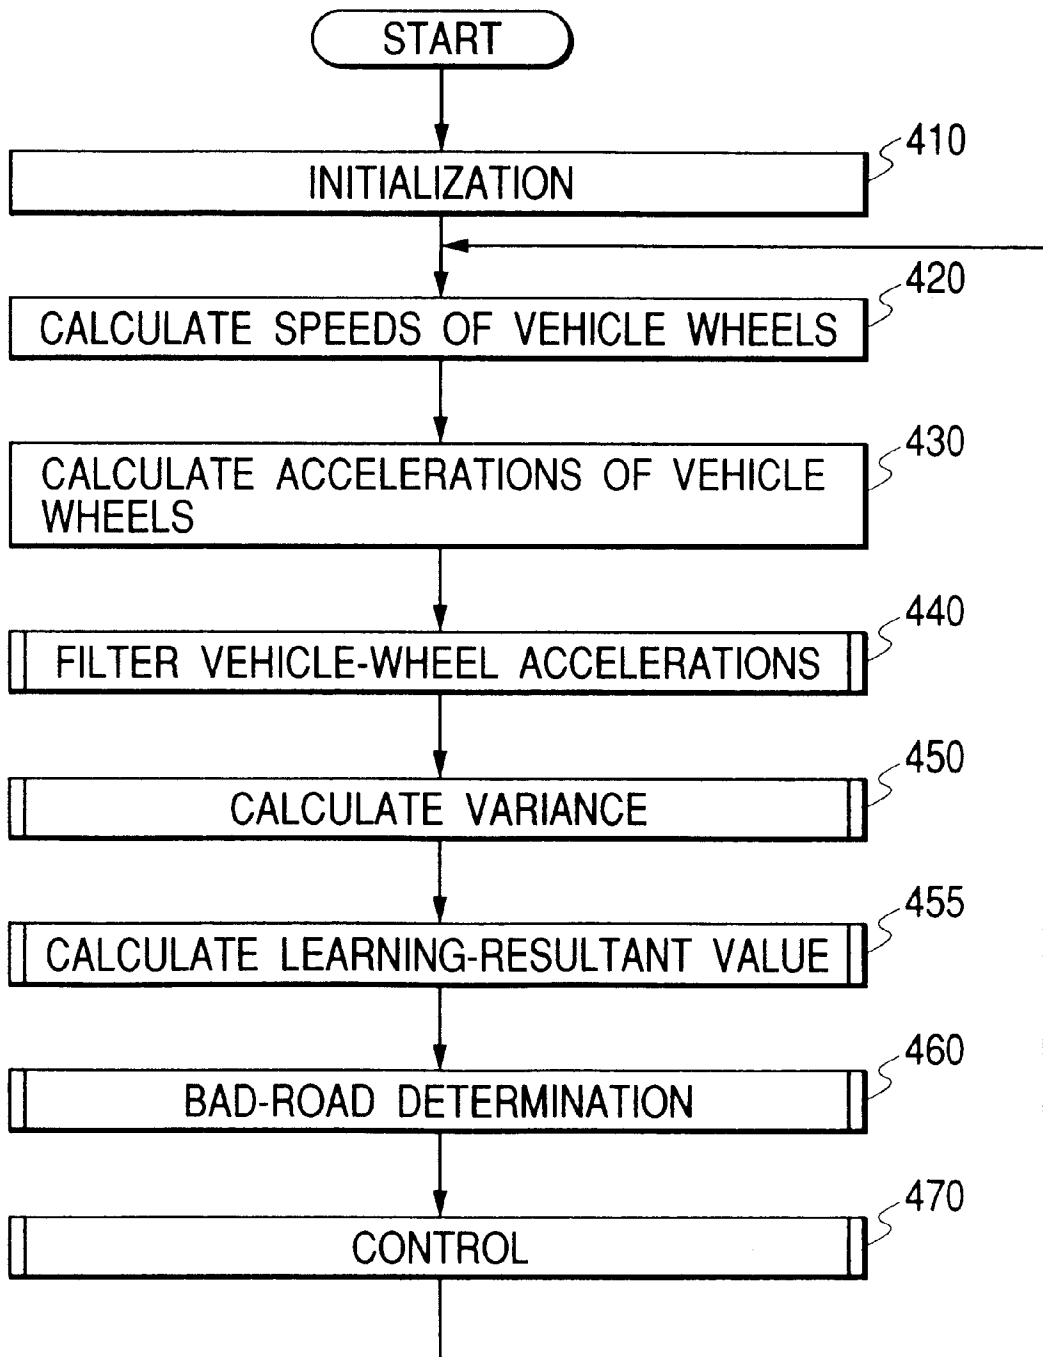 START
410
INITIALIZATION
420
CALCULATE SPEEDS OF VEHICLE WHEELS
430
CALCULATE ACCELERATIONS OF VEHICLE
WHEELS
440
FILTER VEHICLE-WHEEL ACCELERATIONS
450
CALCULATE VARIANCE
455
CALCULATE LEARNING-RESULTANT VALUE
460
BAD-ROAD DETERMINATION
470
CONTROL